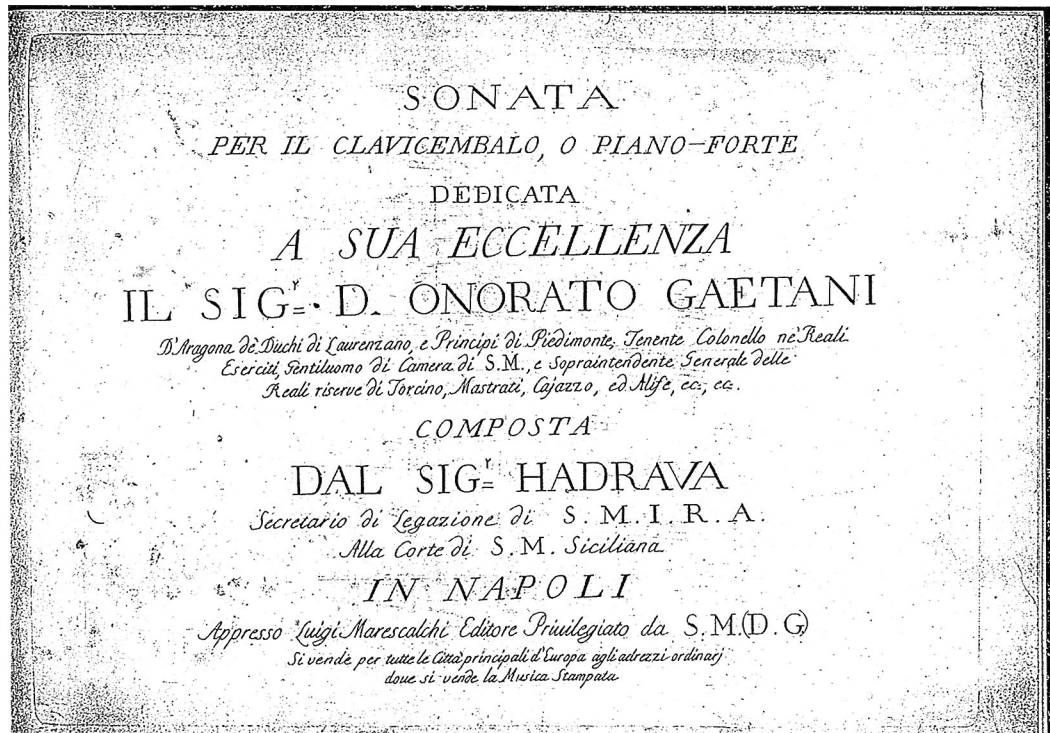 SONATA
PER IL CLAVICEMBALO, O PIANO-FORTE
DEDICATA
A SUA ECCELLENZA
IL SIG.r D. ONORATO GAETANI
D'Aragona de' Duchi di Laurenzano, e Principi di Piedimonte, Tenente Colonello ne' Reali
Eserciti, Gentiluomo di Camera di S.M., e Sopraintendente Generale delle
Reali riserve di Torcino, Mastrati, Cajazzo, ed Alife, ec., ec.
COMPOSTA
DAL SIG.r HADRAVA
Secretario di Legazione di S. M. I. R. A.
Alla Corte di S. M. Siciliana
IN NAPOLI
Appresso Luigi Marescalchi Editore Priuilegiato da S. M. (D. G)
Si vende per tutte le Città principali d'Europa agli adrezzi ordinarj
doue si vende la Musica Stampata